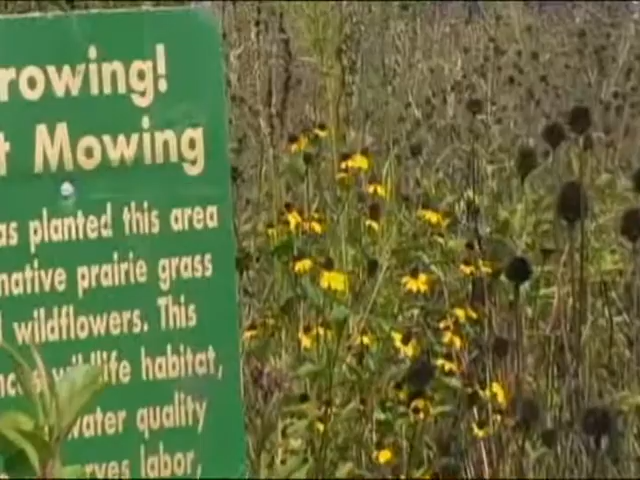 rowing!
t Mowing
as planted this area
native prairie grass
wildflowers. This
wildlife habitat,
water quality
rves labor,